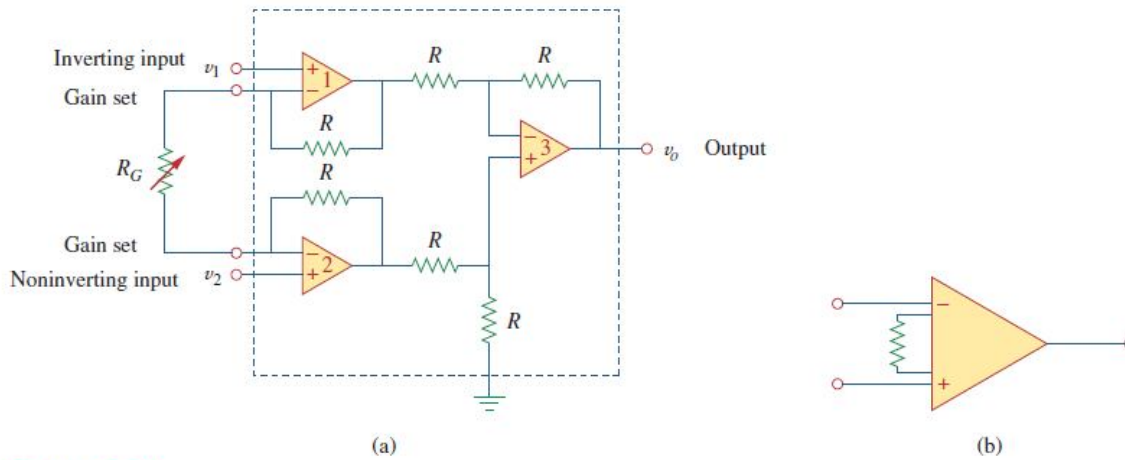 Inverting input v1
+
1
−
R
R
Gain set
R
−
3
+
vo Output
RG
R
Gain set
−
2
+
R
Noninverting input v2
R
−
+
(a)
(b)